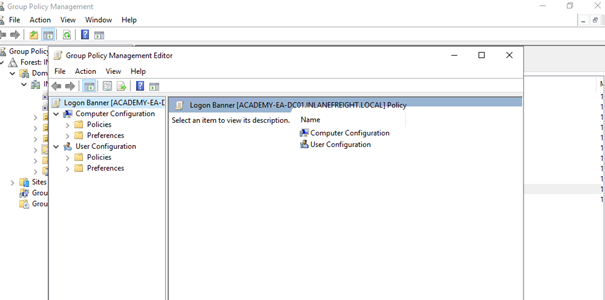 Group Policy Management
File Action View Window Help
Group Policy Management Editor
File Action View Help
Group Policy
Forest: IN
Dom
IN
Sites
Grou
Grou
Logon Banner [ACADEMY-EA-D
Computer Configuration
Policies
Preferences
User Configuration
Policies
Preferences
Logon Banner [ACADEMY-EA-DC01.INLANEFREIGHT.LOCAL] Policy
Select an item to view its description.
Name
Computer Configuration
User Configuration